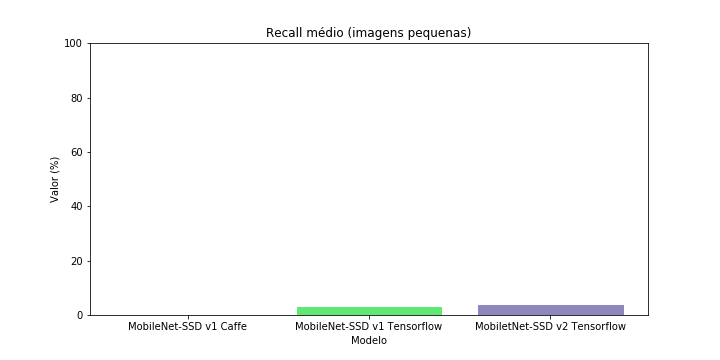 Recall médio (imagens pequenas)
100
80
60
40
20
0
Valor (%)
MobileNet-SSD v1 Caffe
MobileNet-SSD v1 Tensorflow
MobiletNet-SSD v2 Tensorflow
Modelo